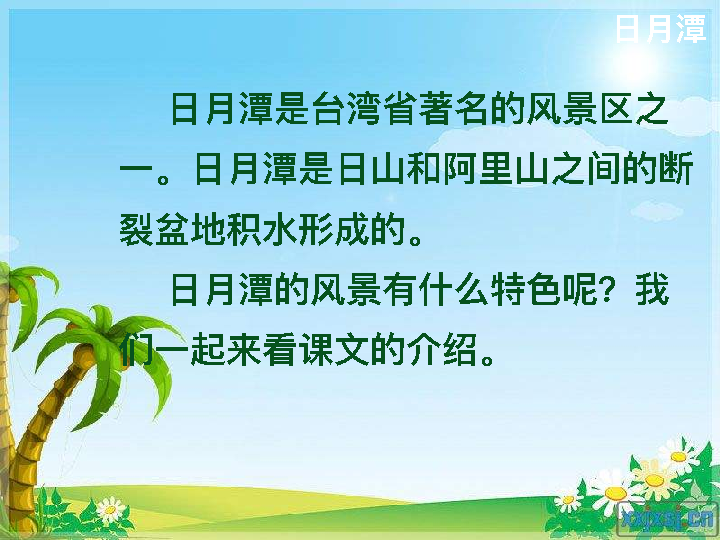 日月潭
日月潭是台湾省著名的风景区之
一。日月潭是日山和阿里山之间的断
裂盆地积水形成的。
日月潭的风景有什么特色呢？我
们一起来看课文的介绍。